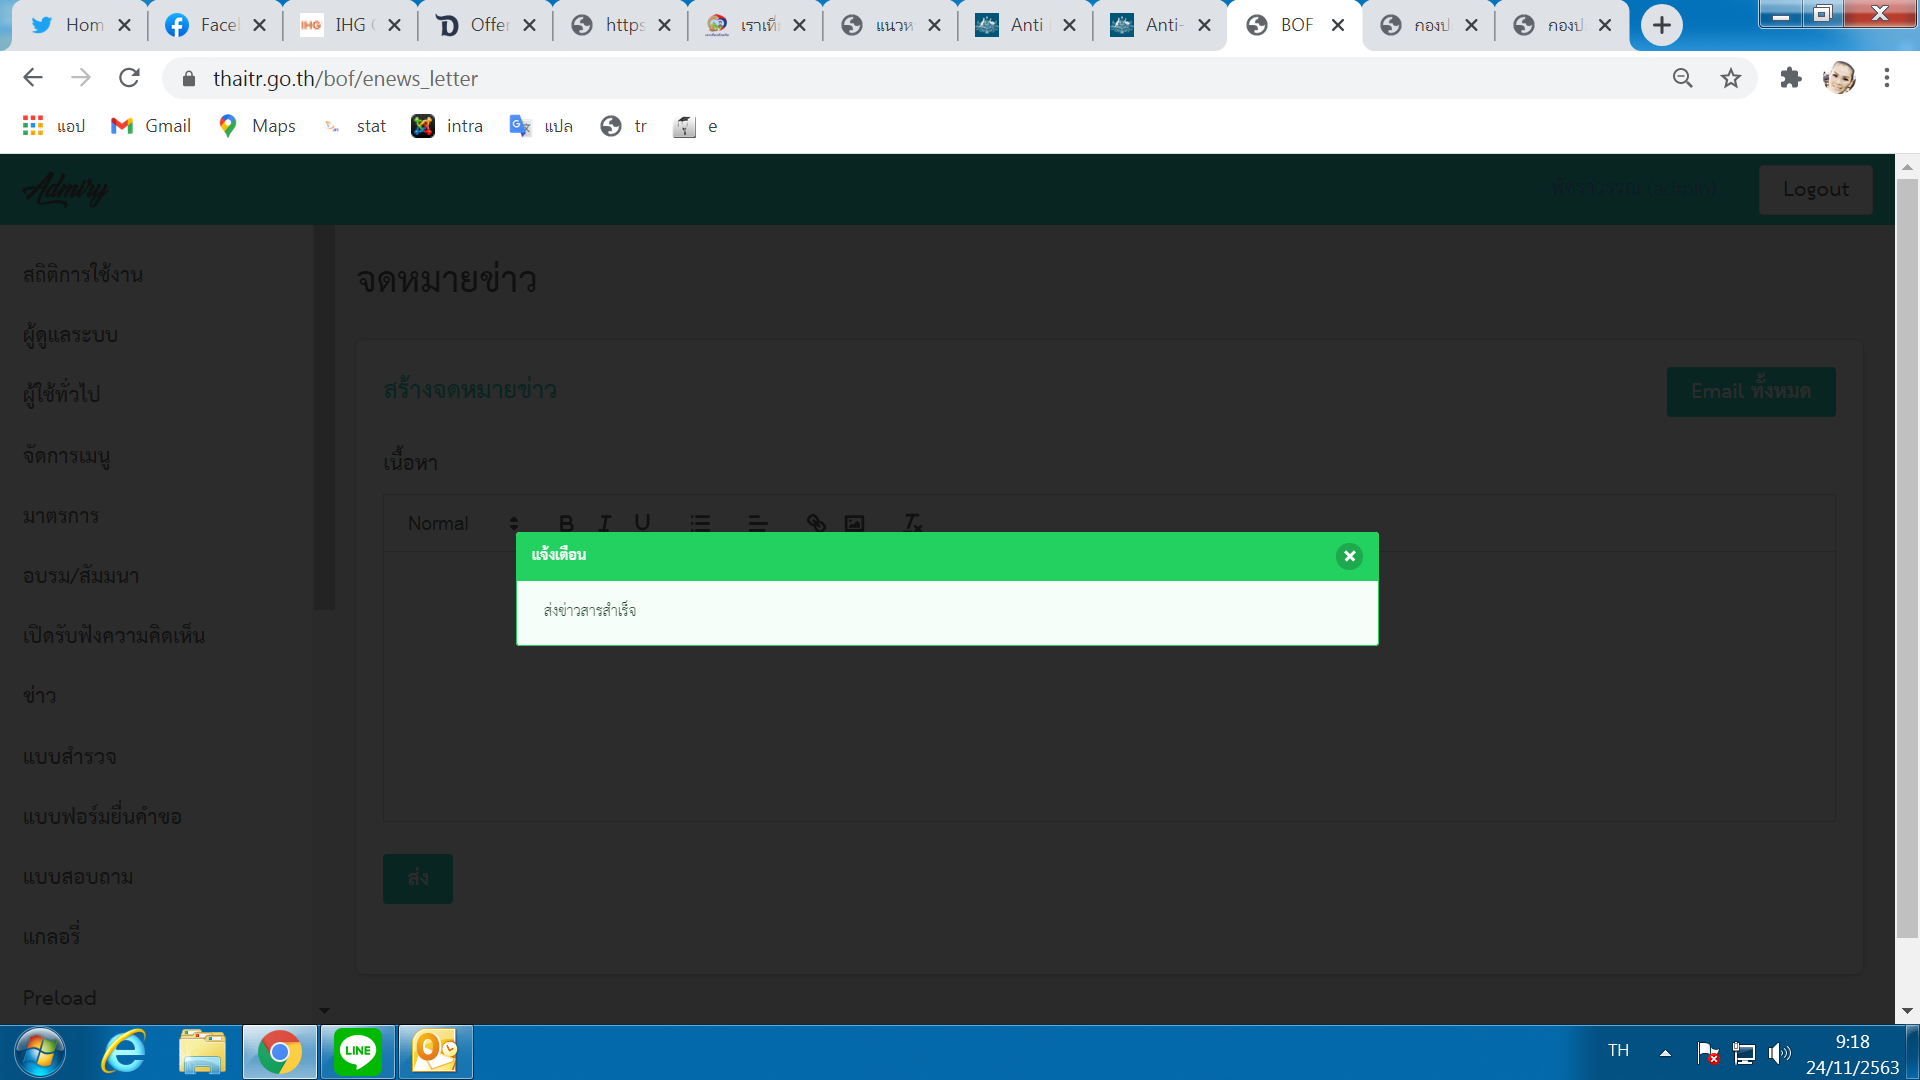 Hom
Facel
IHG
Offer
https
เราเที่
แนวห
Anti
Anti-
BOF
กองป
กองป
thaitr.go.th/bof/enews_letter
แอป
Gmail
Maps
stat
intra
แปล
tr
e
Admiry
Logout
สถิติการใช้งาน
ผู้ดูแลระบบ
ผู้ใช้ทั่วไป
จัดการเมนู
มาตรการ
อบรม/สัมมนา
เปิดรับฟังความคิดเห็น
ข่าว
แบบสำรวจ
แบบฟอร์มยื่นคำขอ
แบบสอบถาม
แกลอรี่
Preload
จดหมายข่าว
สร้างจดหมายข่าว
Email ทั้งหมด
เนื้อหา
Normal
แจ้งเตือน
ส่งข่าวสารสำเร็จ
ส่ง
LINE
TH
9:18
24/11/2563